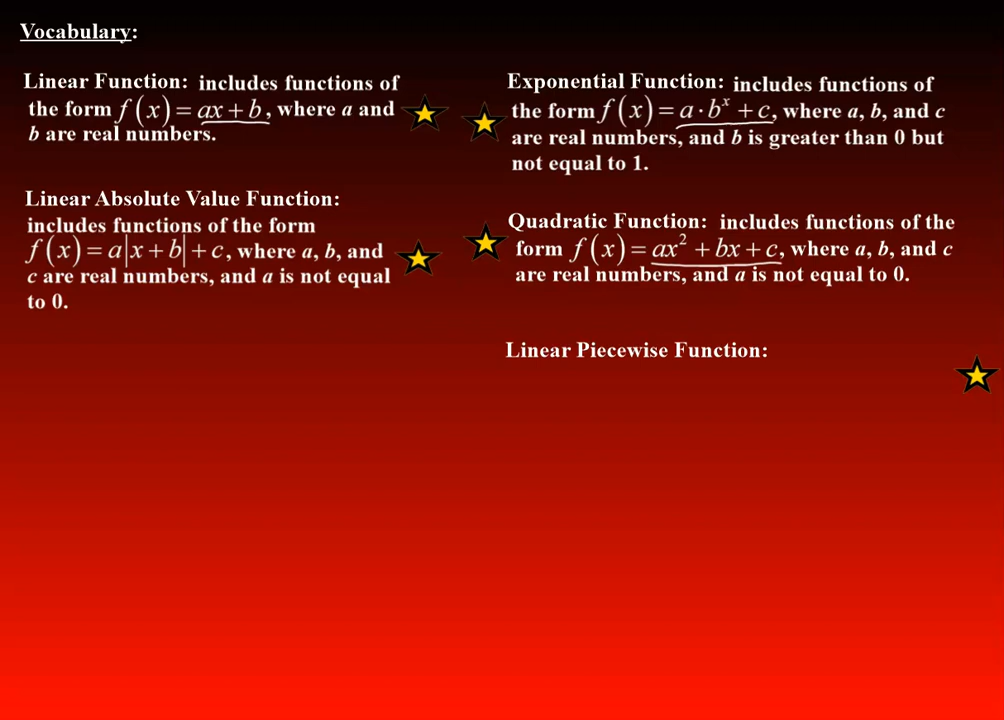 Vocabulary:
Linear Function: includes functions of
the form f(x) = ax + b, where a and
b are real numbers.
Linear Absolute Value Function:
includes functions of the form
f(x) = a|x + b| + c, where a, b, and
c are real numbers, and a is not equal
to 0.
Exponential Function: includes functions of
the form f(x) = a · bˣ + c, where a, b, and c
are real numbers, and b is greater than 0 but
not equal to 1.
Quadratic Function: includes functions of the
form f(x) = ax² + bx + c, where a, b, and c
are real numbers, and a is not equal to 0.
Linear Piecewise Function: